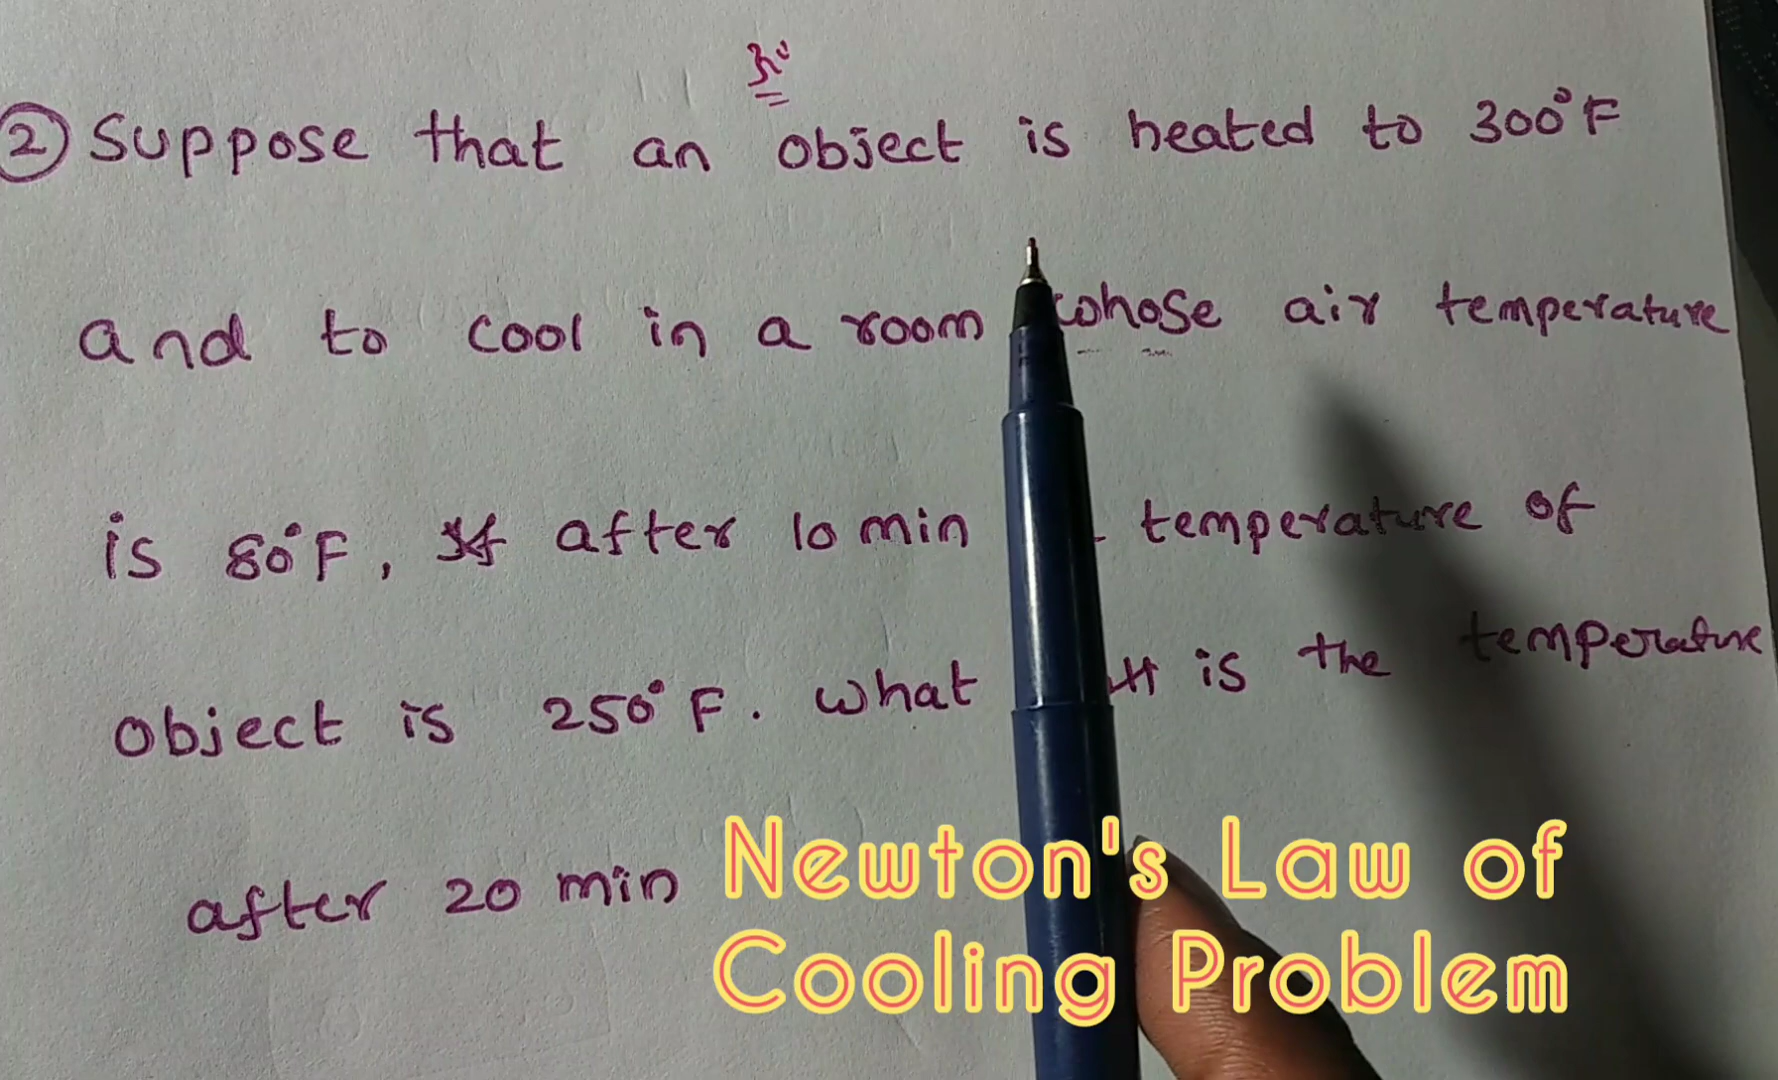 ② Suppose that an object is heated to 300°F
and to cool in a room whose air temperature
is 80°F, If after 10 min temperature of
object is 250°F. what is the temperature
after 20 min
Newton's Law of
Cooling Problem